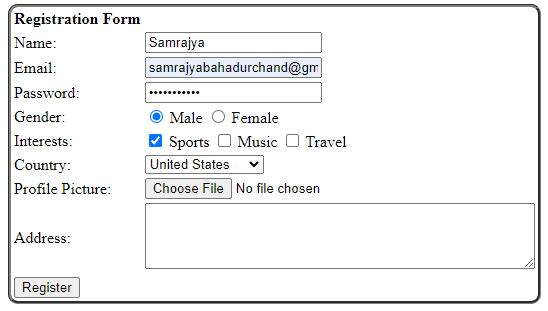 Registration Form
Name: Samrajya
Email: samrajyabahadurchand@gm
Password: •••••••••••
Gender: Male Female
Interests: Sports Music Travel
Country: United States
Profile Picture: Choose File No file chosen
Address:
Register